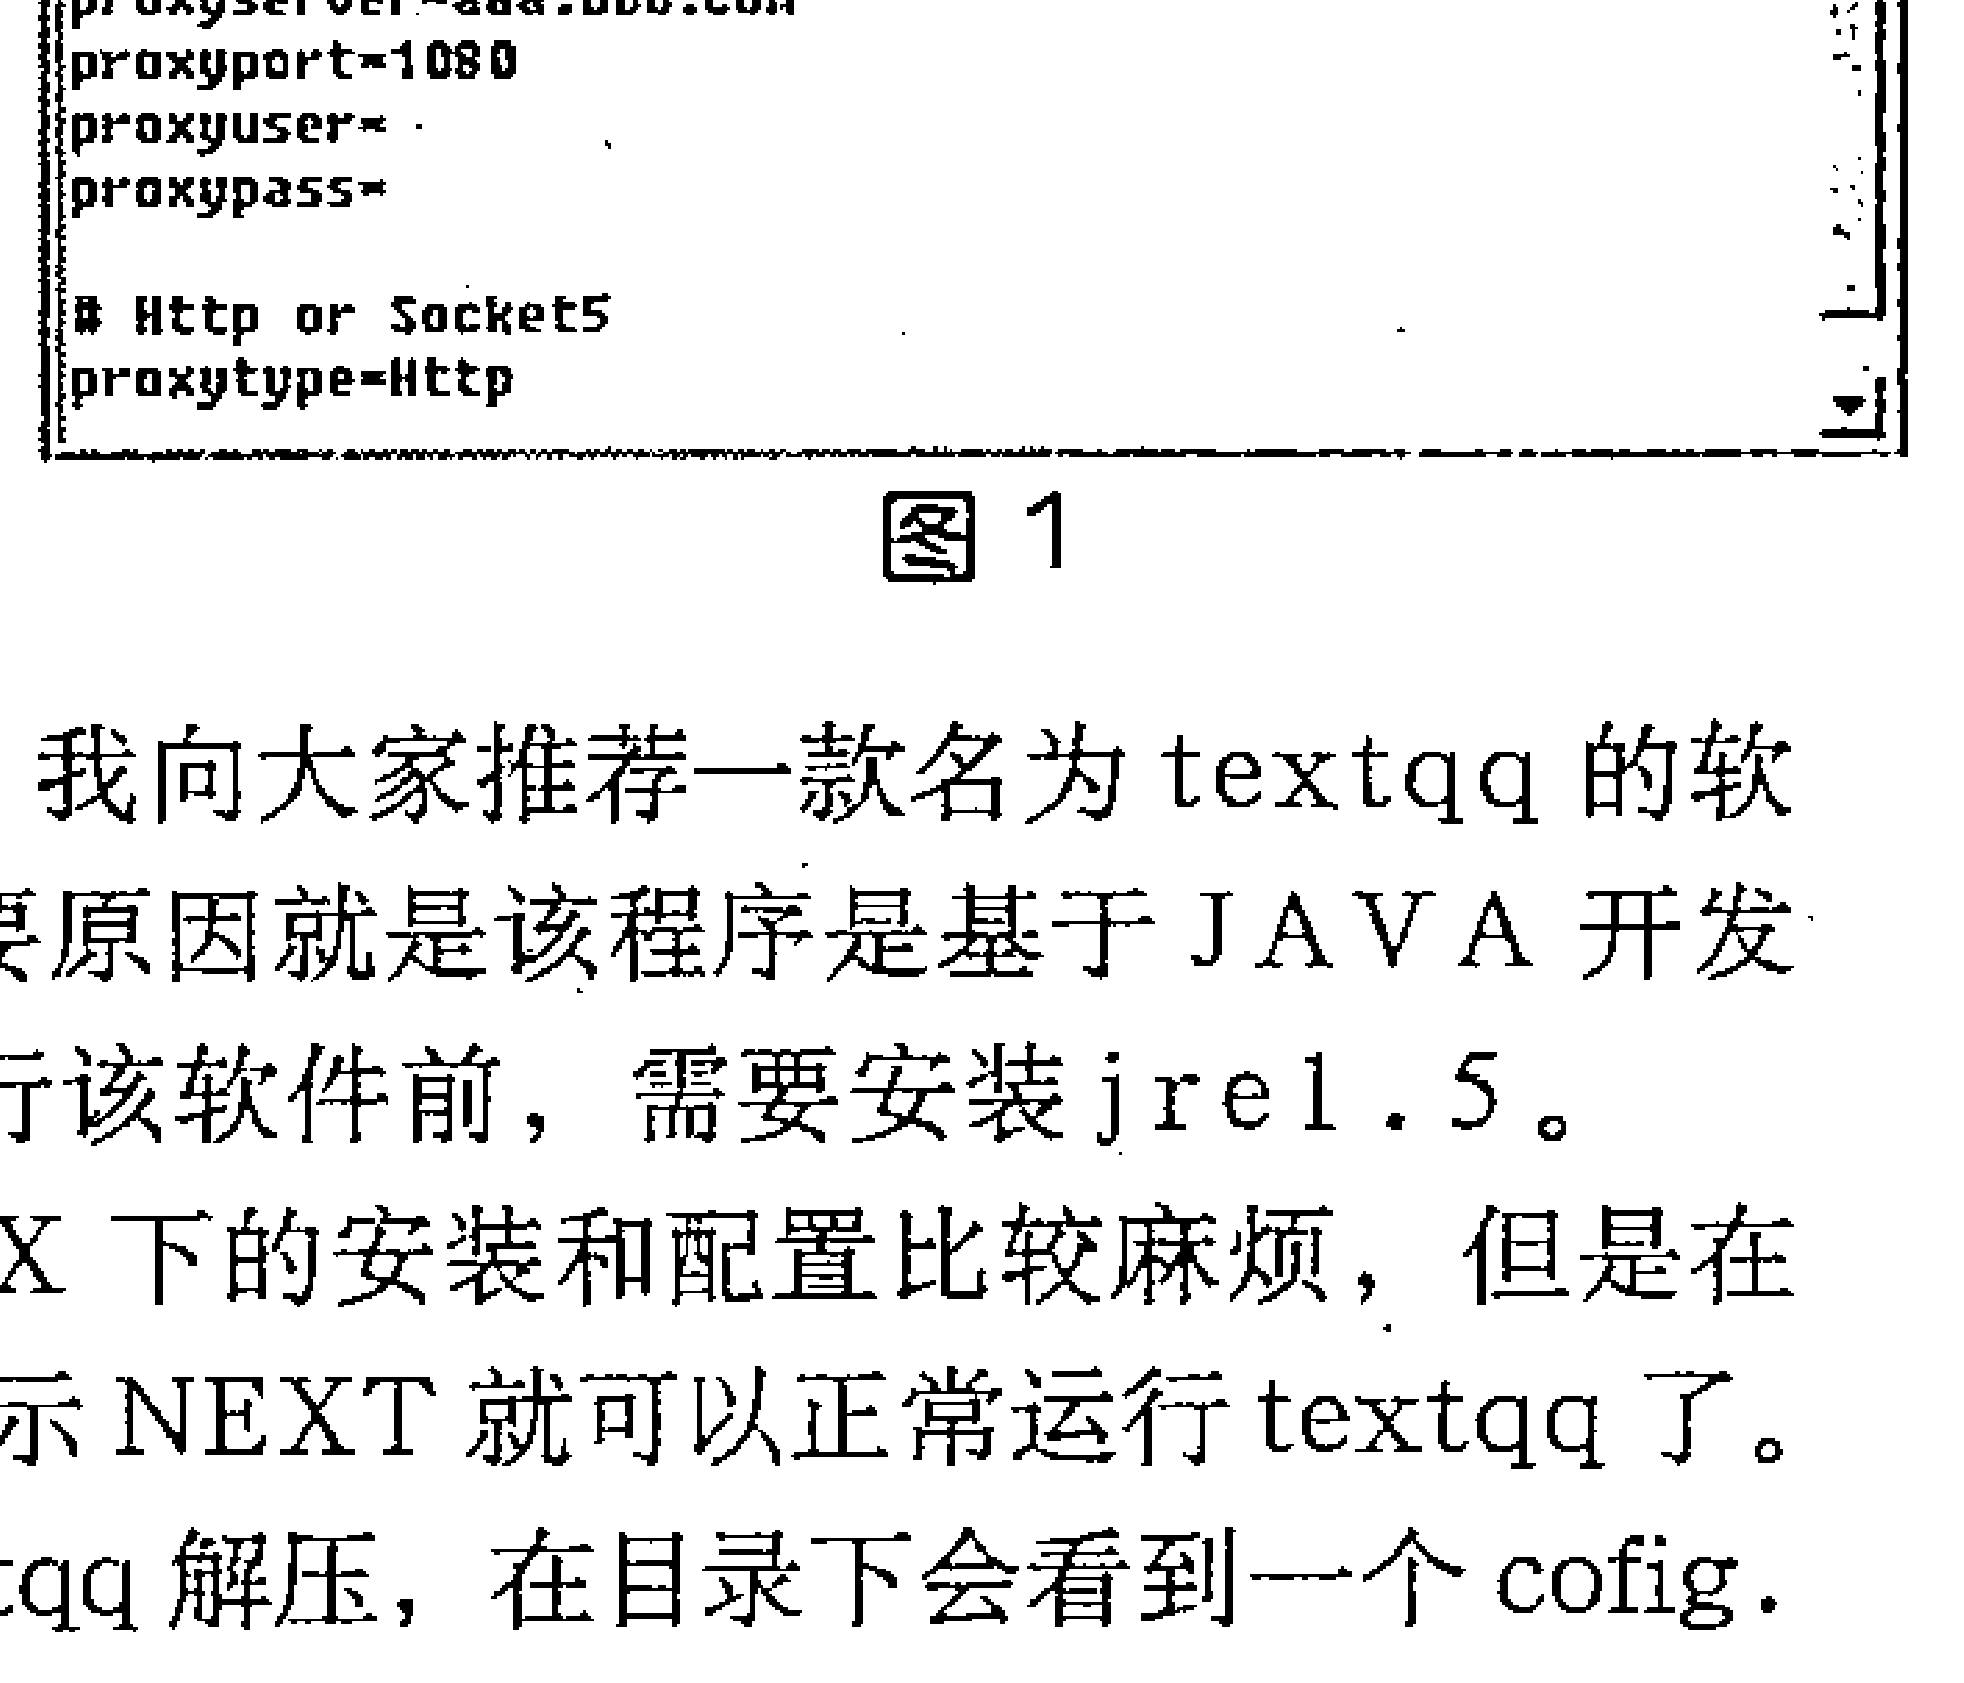 proxyport=1080
proxyuser=
proxypass=
# Http or Socket5
proxytype=Http
图 1
我向大家推荐一款名为 textqq 的软
要原因就是该程序是基于 JAVA 开发
行该软件前，需要安装 jre1.5。
X 下的安装和配置比较麻烦，但是在
示 NEXT 就可以正常运行 textqq 了。
tqq 解压，在目录下会看到一个 cofig.